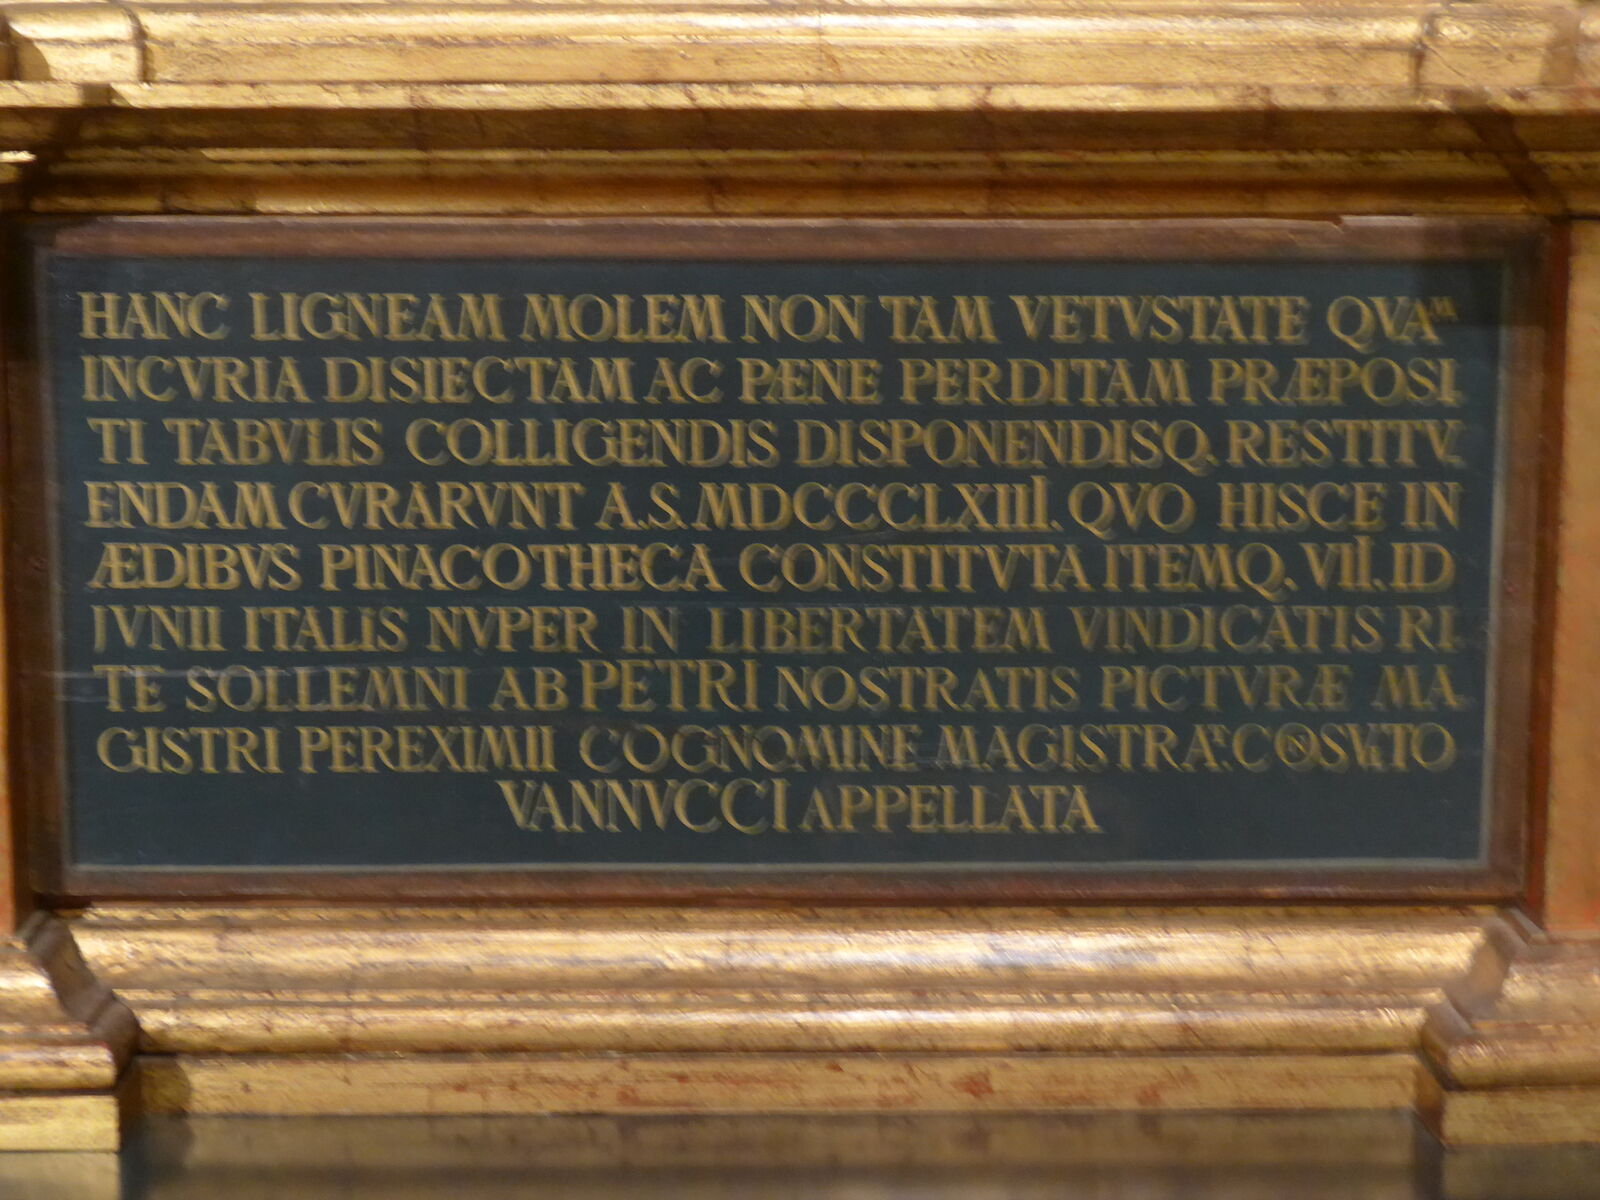 HANC LIGNEAM MOLEM NON TAM VETVSTATE QVAM
INCVRIA DISIECTAM AC PÆNE PERDITAM PRÆPOSI
TI TABVLIS COLLIGENDIS DISPONENDISQ. RESTITV
ENDAM CVRARVNT A.S. MDCCCCLXIII. QVO HISCE IN
ÆDIBVS PINACOTHECA CONSTITVTA ITEMQ. VII. ID
JVNII ITALIS NVPER IN LIBERTATEM VINDICATIS RI
TE SOLLEMNI AB PETRI NOSTRATIS PICTVRÆ MA
GISTRI PEREXIMII COGNOMINE MAGISTRAT.
VANNVCCI APPELLATA